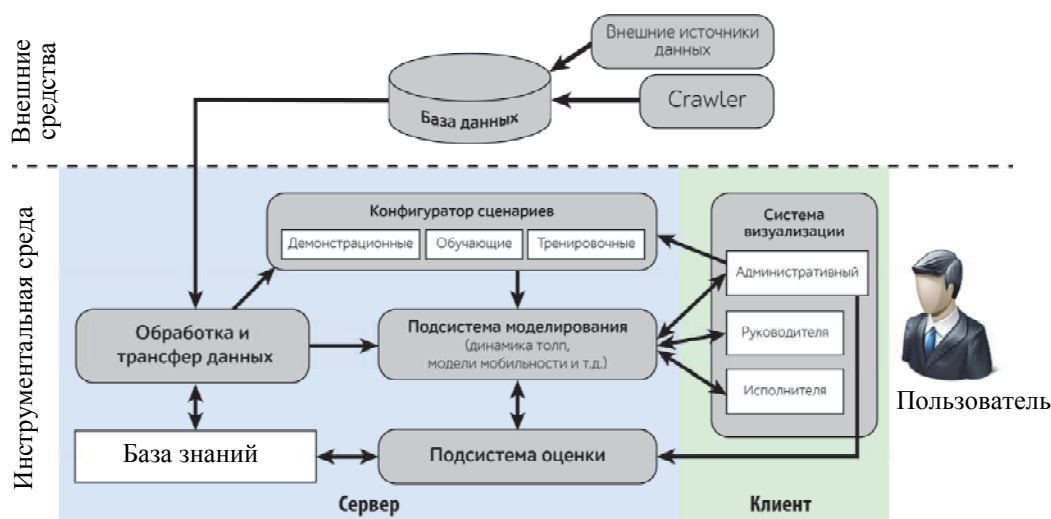 Внешние
средства
Внешние источники
данных
Crawler
База данных
Инструментальная среда
Конфигуратор сценариев
Демонстрационные
Обучающие
Тренировочные
Система
визуализации
Административный
Руководителя
Исполнителя
Обработка и
трансфер данных
Подсистема моделирования
(динамика толп,
модели мобильности и т.д.)
База знаний
Подсистема оценки
Пользователь
Сервер
Клиент